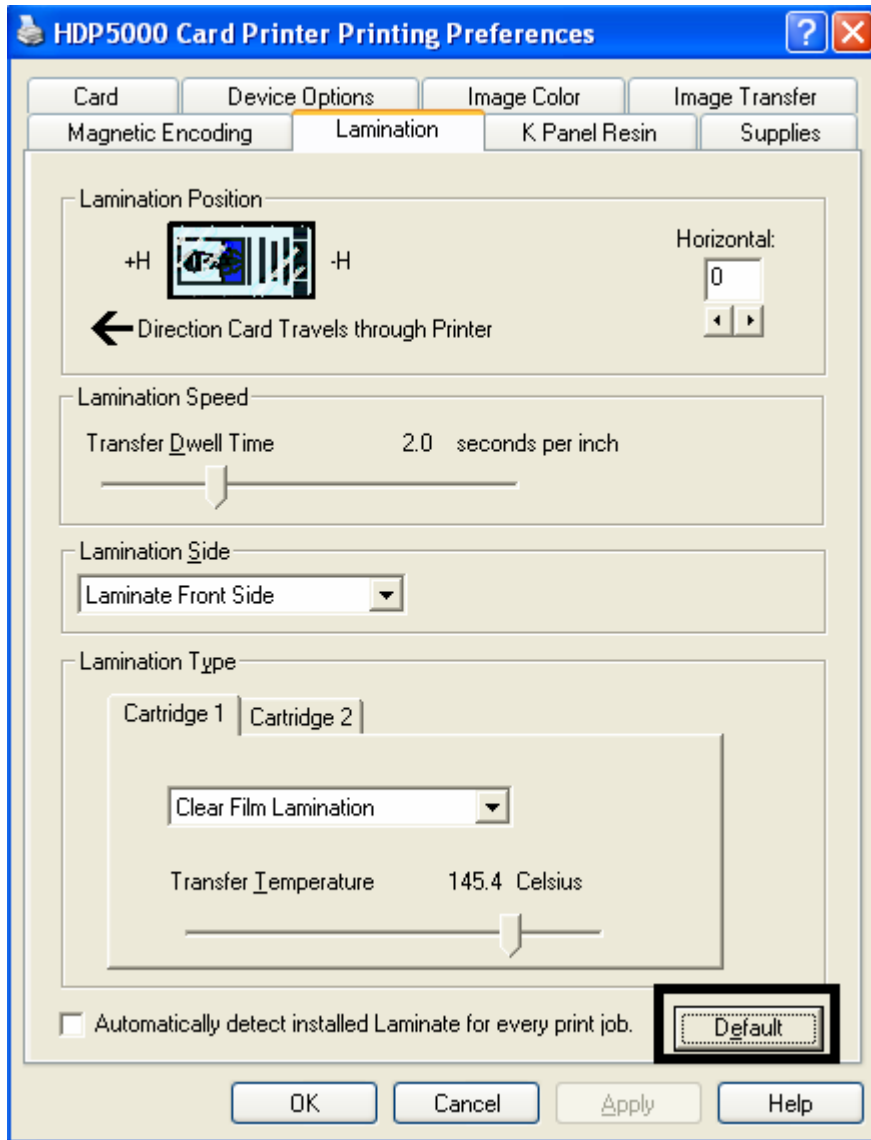 HDP5000 Card Printer Printing Preferences
Card Device Options Image Color Image Transfer
Magnetic Encoding Lamination K Panel Resin Supplies
Lamination Position
Horizontal:
+H -H
0
Direction Card Travels through Printer
Lamination Speed
Transfer Dwell Time 2.0 seconds per inch
Lamination Side
Laminate Front Side
Lamination Type
Cartridge 1 Cartridge 2
Clear Film Lamination
Transfer Temperature 145.4 Celsius
Automatically detect installed Laminate for every print job.
Default
OK Cancel Apply Help